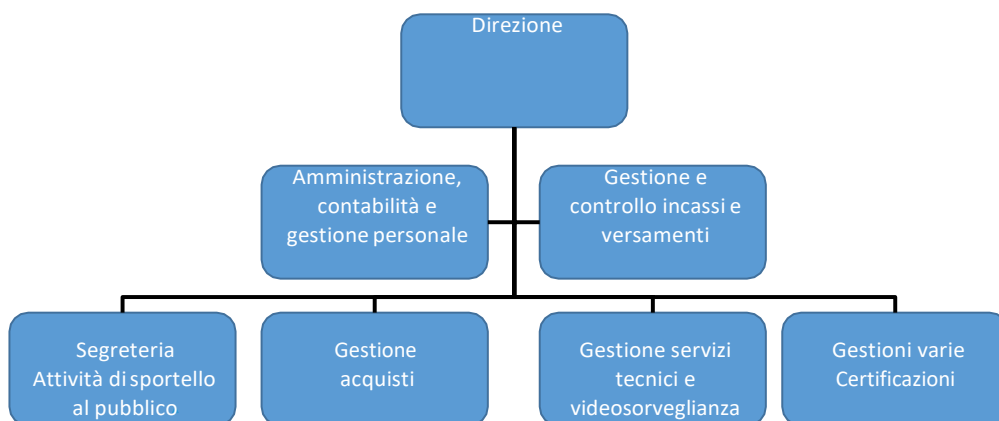 Direzione
Amministrazione,
contabilità e
gestione personale
Gestione e
controllo incassi e
versamenti
Segreteria
Attività di sportello
al pubblico
Gestione
acquisti
Gestione servizi
tecnici e
videosorveglianza
Gestioni varie
Certificazioni